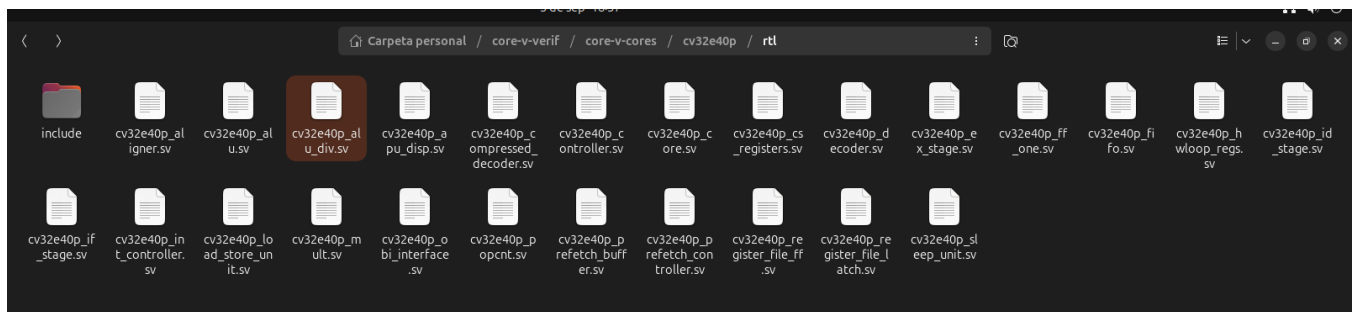 Carpeta personal / core-v-verif / core-v-cores / cv32e40p / rtl
include
cv32e40p_al
igner.sv
cv32e40p_al
u.sv
cv32e40p_al
u_div.sv
cv32e40p_a
pu_disp.sv
cv32e40p_c
ompressed_
decoder.sv
cv32e40p_c
ontroller.sv
cv32e40p_c
ore.sv
cv32e40p_cs
_registers.sv
cv32e40p_d
ecoder.sv
cv32e40p_e
x_stage.sv
cv32e40p_ff
_one.sv
cv32e40p_fi
fo.sv
cv32e40p_h
wloop_regs.
sv
cv32e40p_id
_stage.sv
cv32e40p_if
_stage.sv
cv32e40p_in
t_controller.
sv
cv32e40p_lo
ad_store_un
it.sv
cv32e40p_m
ult.sv
cv32e40p_o
bi_interface
.sv
cv32e40p_p
opcnt.sv
cv32e40p_p
refetch_buff
er.sv
cv32e40p_p
refetch_con
troller.sv
cv32e40p_re
gister_file_ff
.sv
cv32e40p_re
gister_file_l
atch.sv
cv32e40p_sl
eep_unit.sv